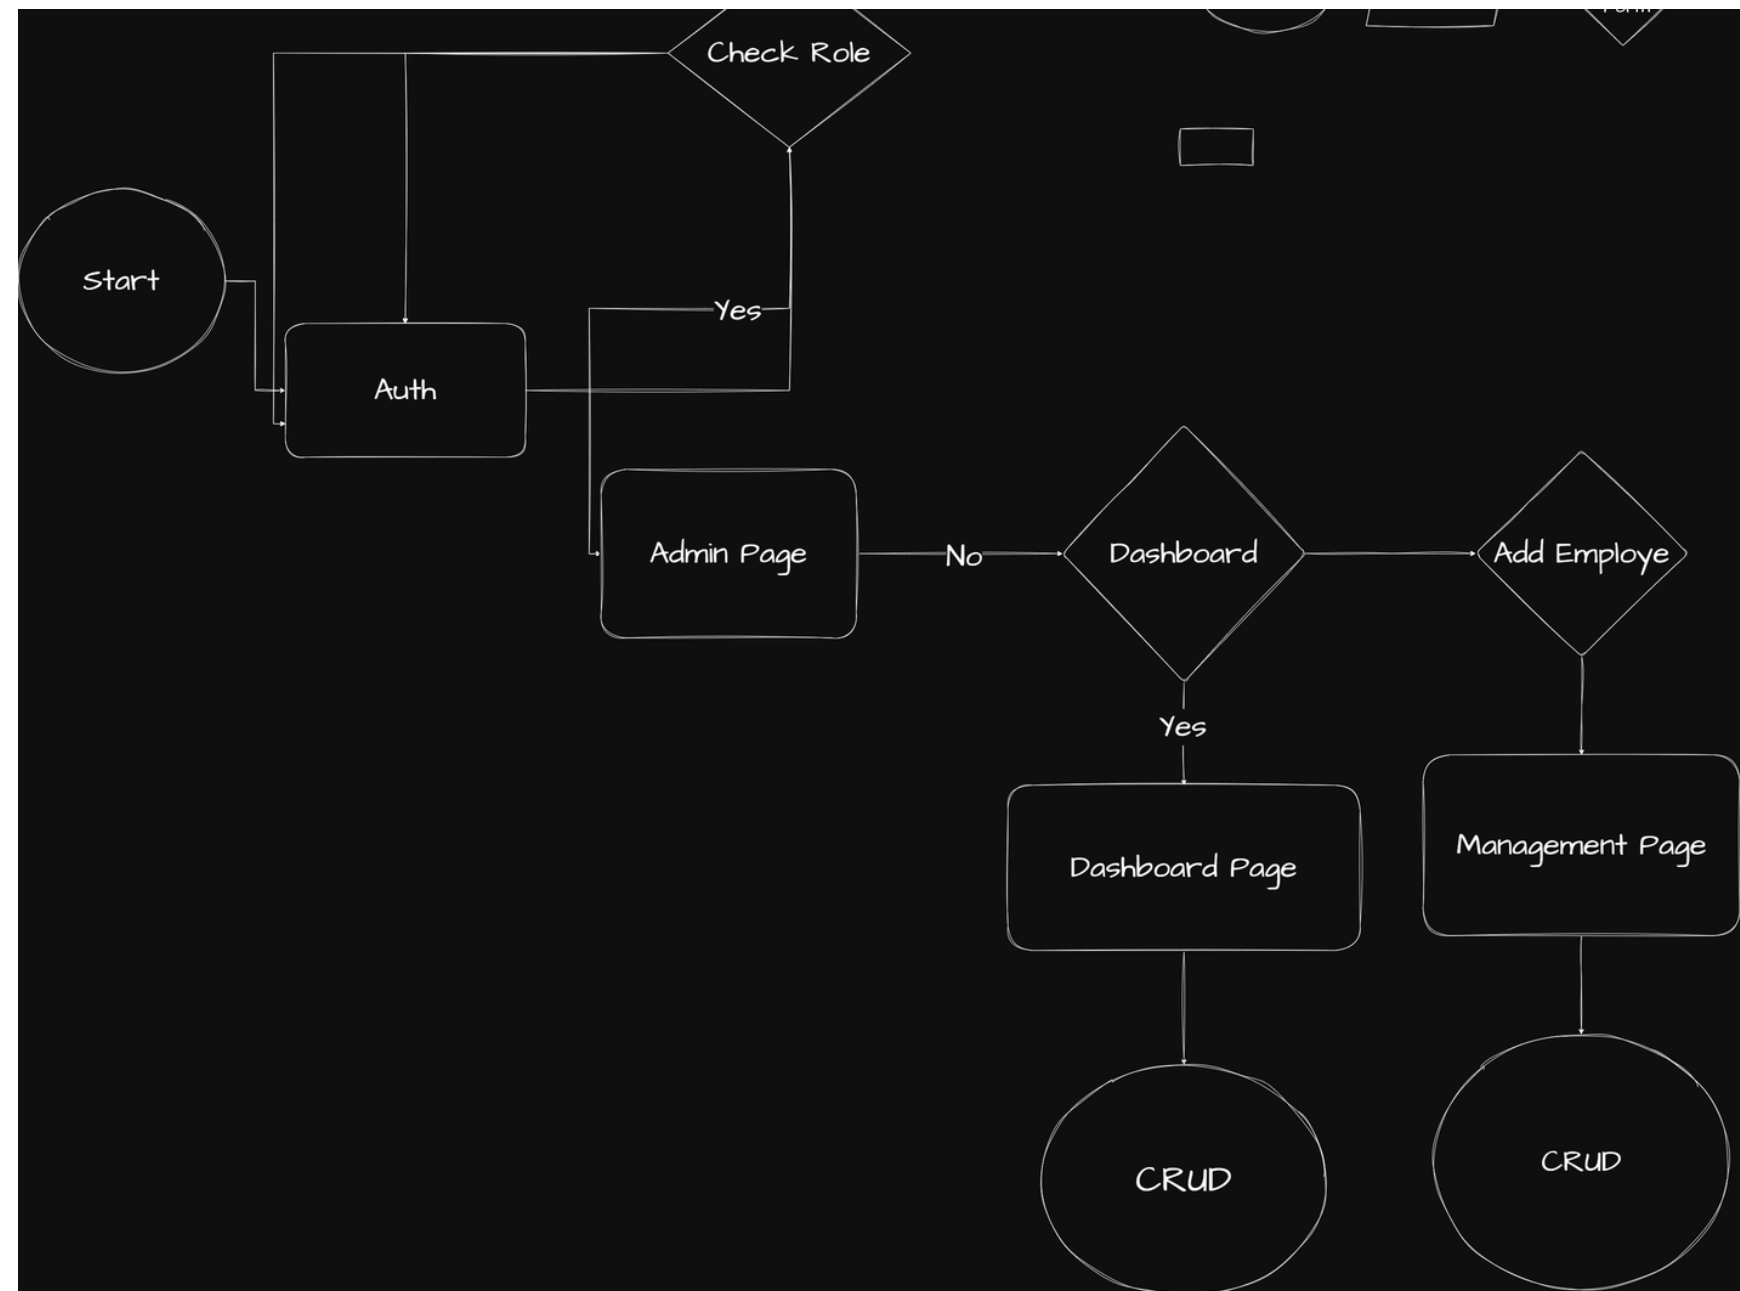 Check Role
Start
Yes
Auth
Admin Page
No
Dashboard
Add Employe
Yes
Dashboard Page
Management Page
CRUD
CRUD